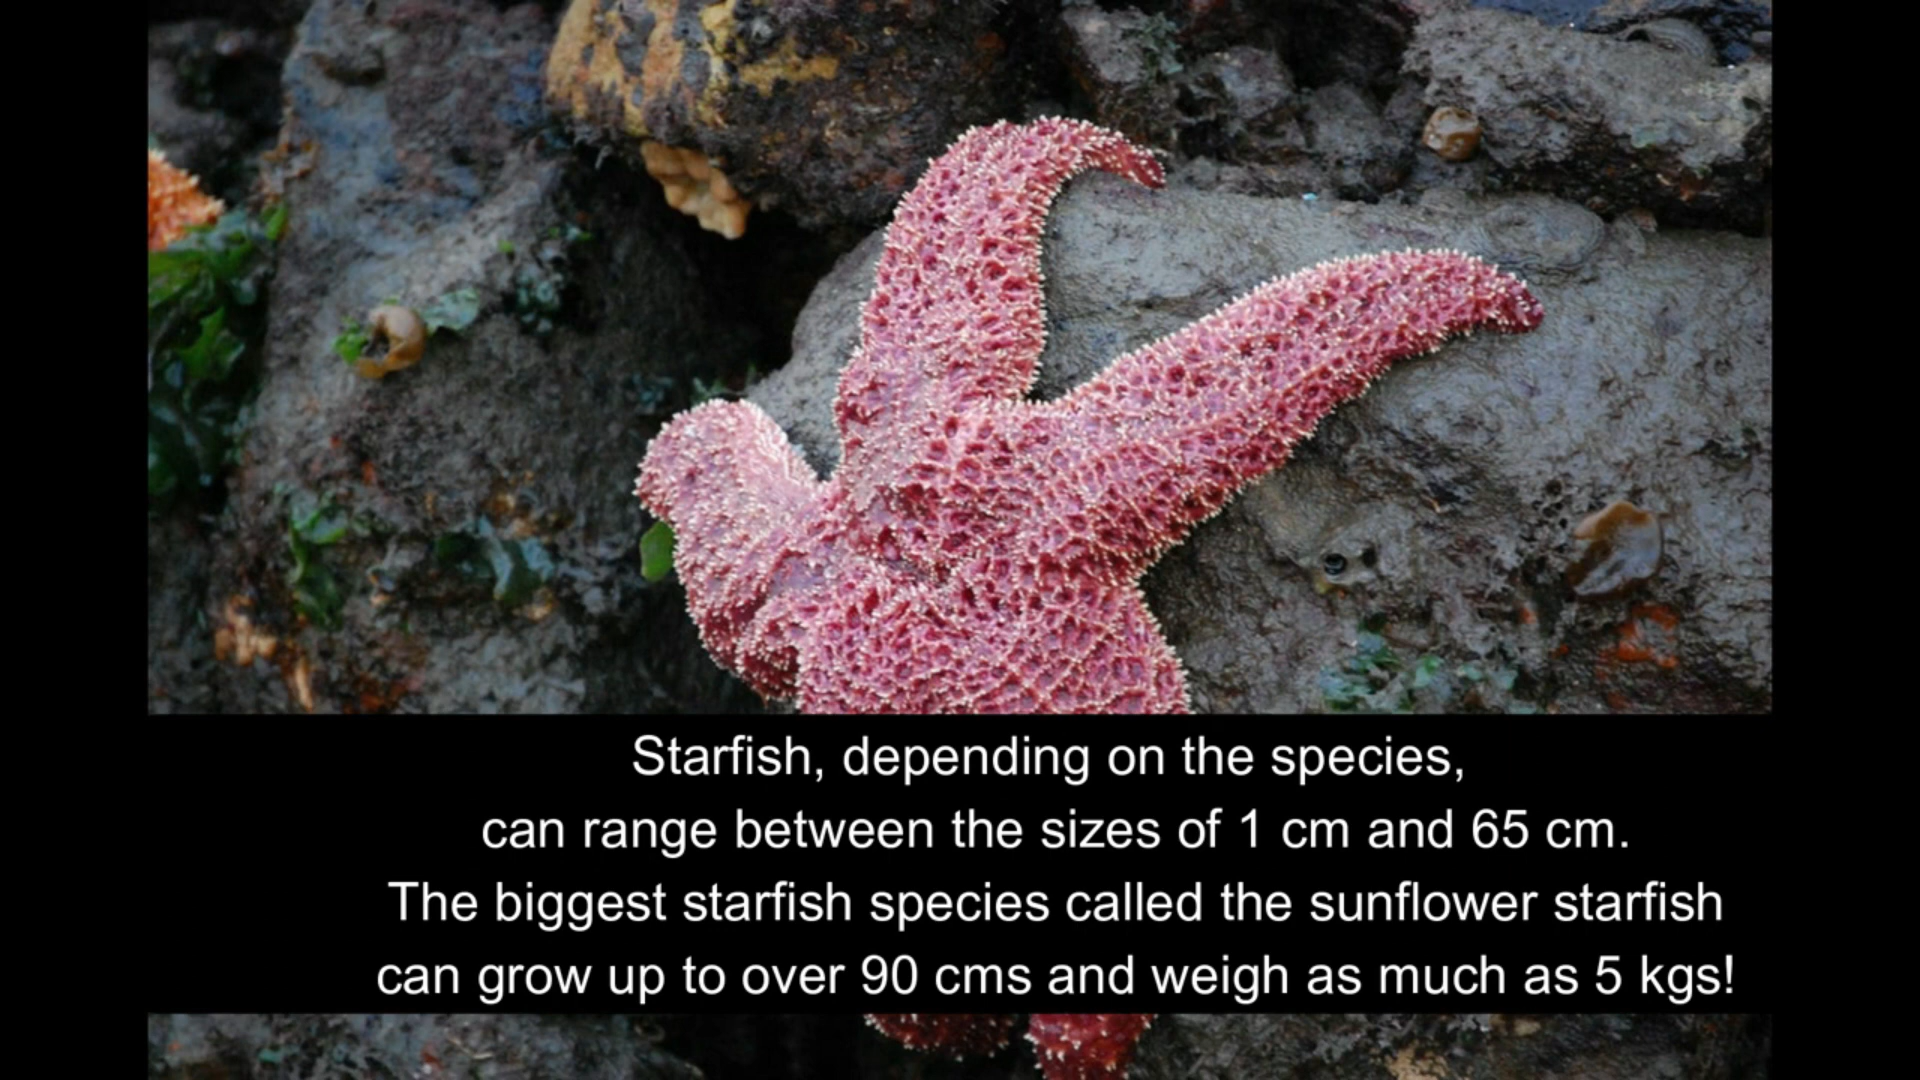 Starfish, depending on the species,
can range between the sizes of 1 cm and 65 cm.
The biggest starfish species called the sunflower starfish
can grow up to over 90 cms and weigh as much as 5 kgs!